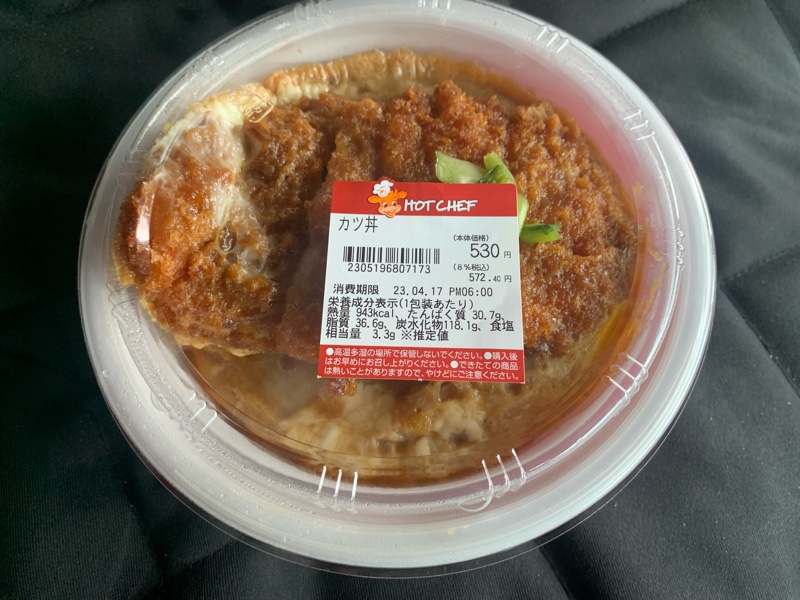 HOT CHEF
カツ丼
(本体価格)
530円
2305196807173
(8%税込)
572.40円
消費期限 23.04.17 PM06:00
栄養成分表示(1包装あたり)
熱量 943kcal、たんぱく質 30.7g、
脂質 36.6g、炭水化物118.1g、食塩
相当量 3.3g ※推定値
●高温多湿の場所で保管しないでください。●購入後
はお早めにお召し上がりください。●できたての商品
は熱いことがありますので、やけどにご注意ください。